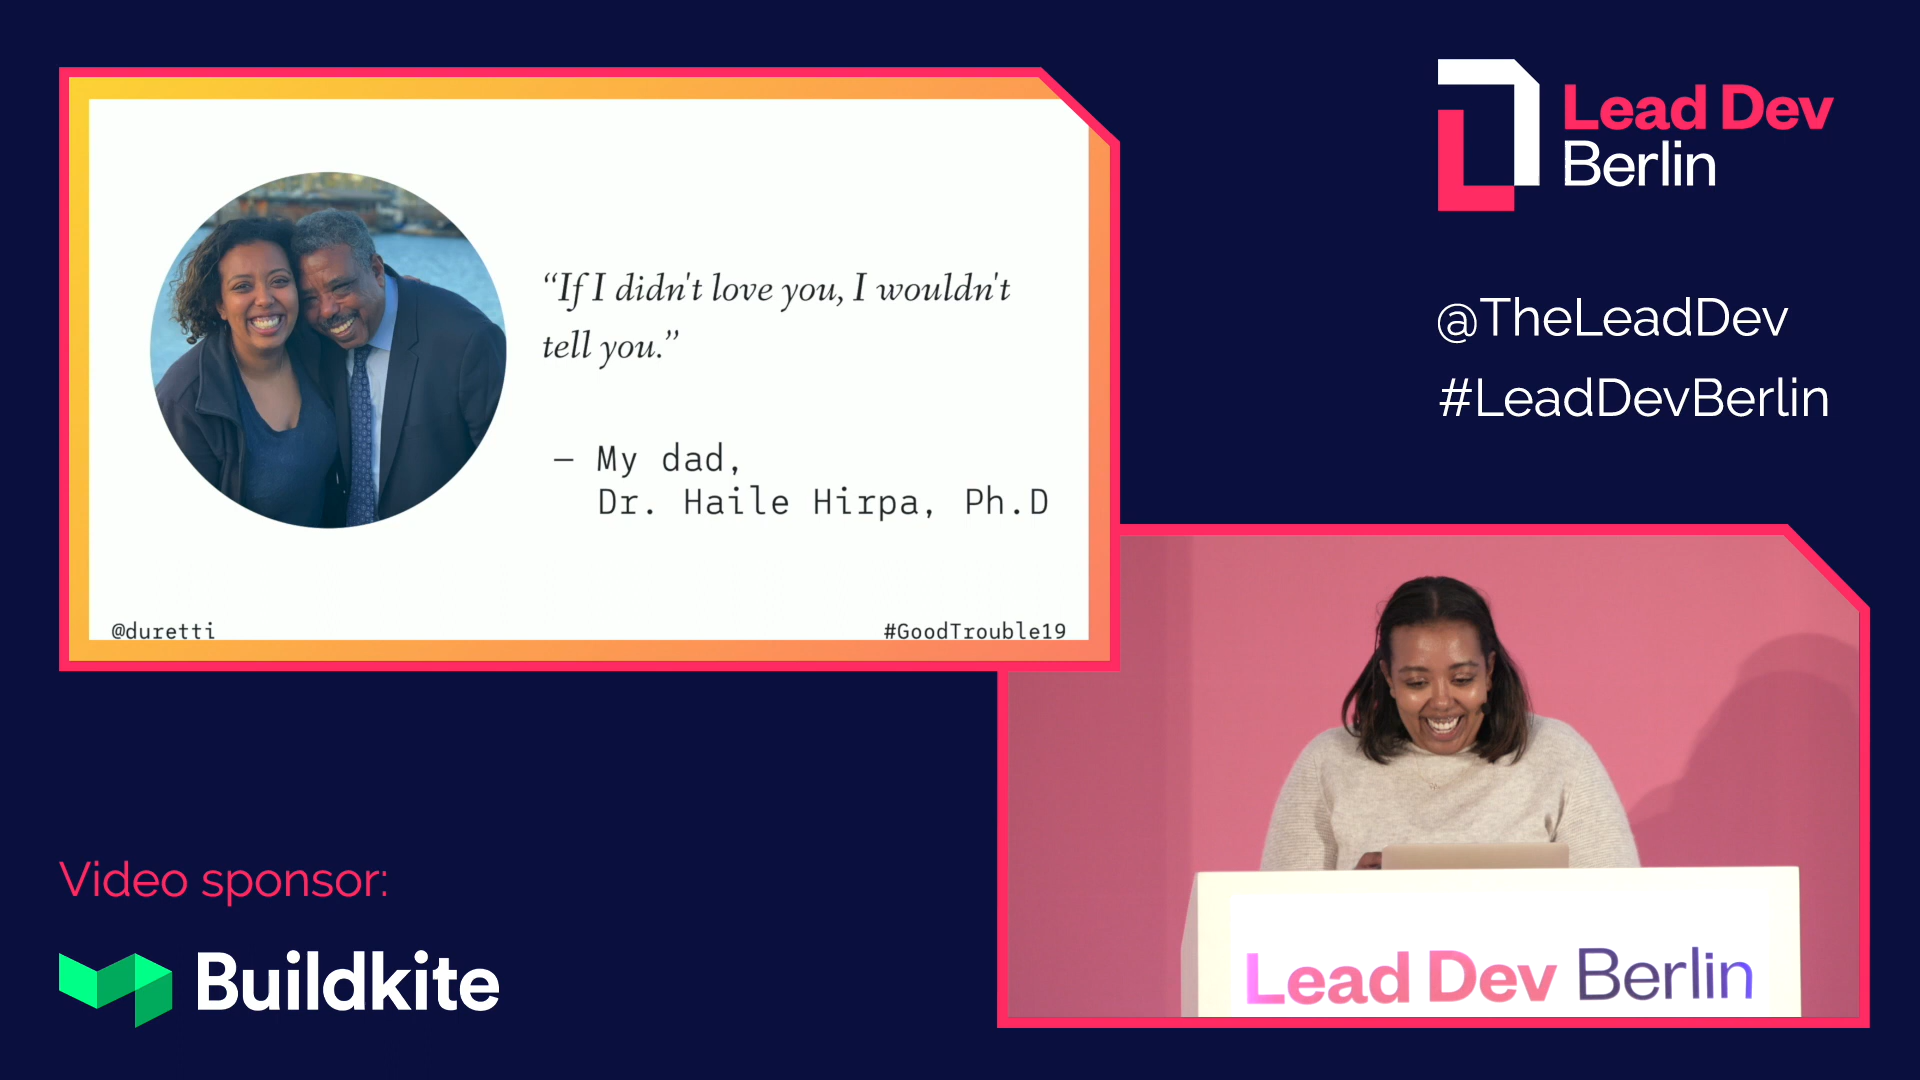 “If I didn't love you, I wouldn't
tell you.”
– My dad,
Dr. Haile Hirpa, Ph.D
@duretti
#GoodTrouble19
Lead Dev
Berlin
@TheLeadDev
#LeadDevBerlin
Video sponsor:
Buildkite
Lead Dev Berlin